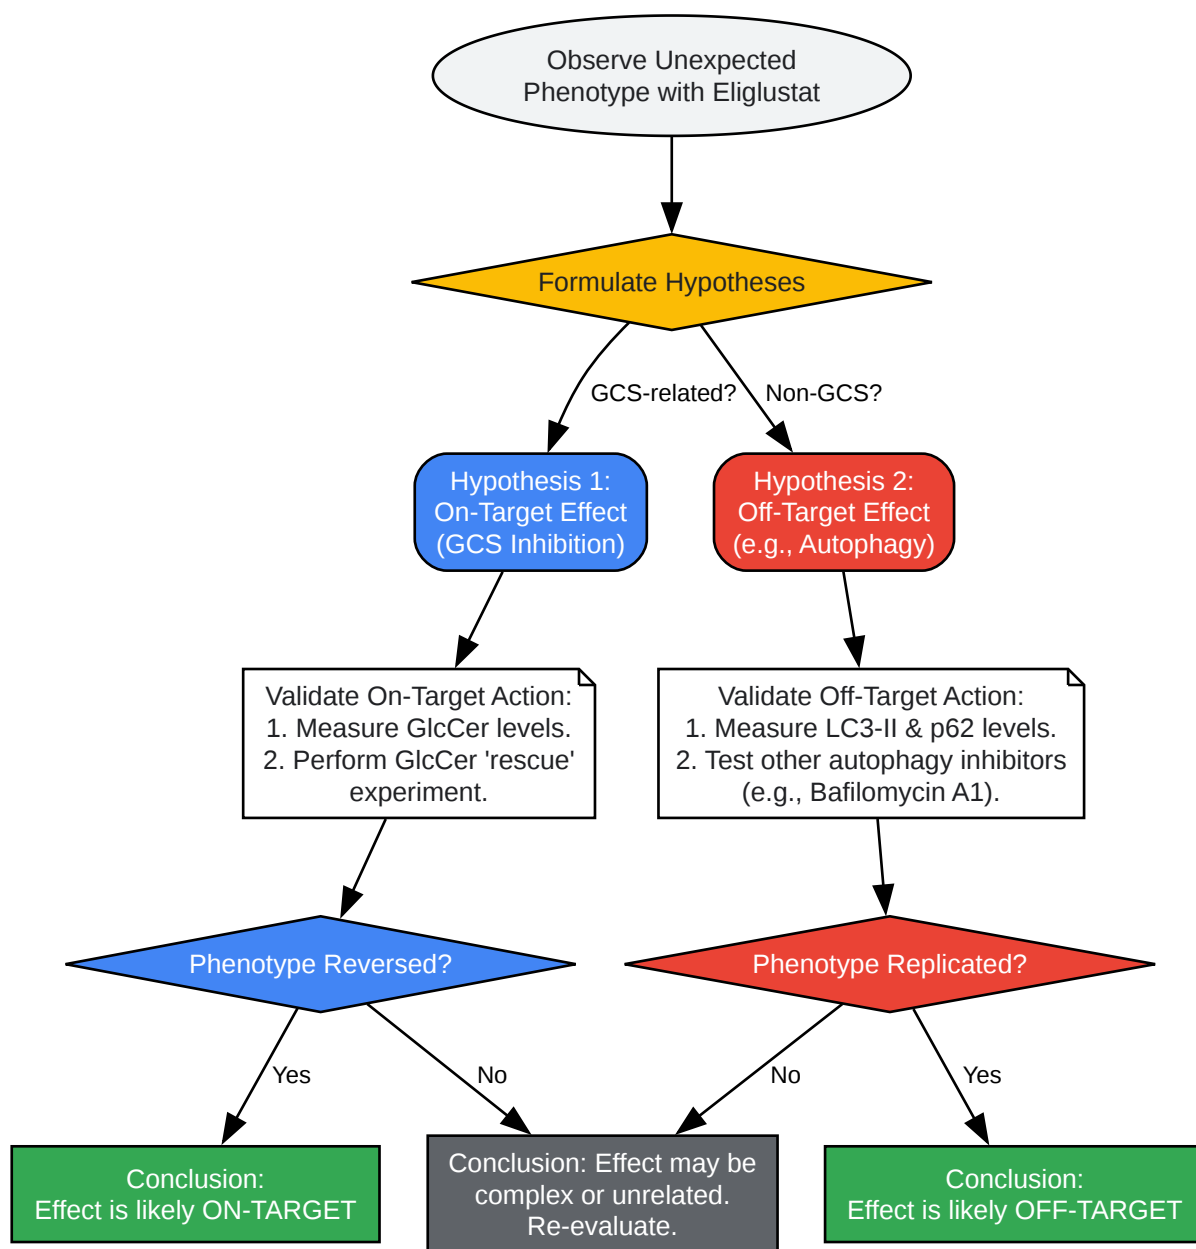 Observe Unexpected
Phenotype with Eliglustat
Formulate Hypotheses
GCS-related?
Non-GCS?
Hypothesis 1:
On-Target Effect
(GCS Inhibition)
Hypothesis 2:
Off-Target Effect
(e.g., Autophagy)
Validate On-Target Action:
1. Measure GlcCer levels.
2. Perform GlcCer 'rescue'
experiment.
Validate Off-Target Action:
1. Measure LC3-II & p62 levels.
2. Test other autophagy inhibitors
(e.g., Bafilomycin A1).
Phenotype Reversed?
Phenotype Replicated?
Yes
No
No
Yes
Conclusion:
Effect is likely ON-TARGET
Conclusion: Effect may be
complex or unrelated.
Re-evaluate.
Conclusion:
Effect is likely OFF-TARGET